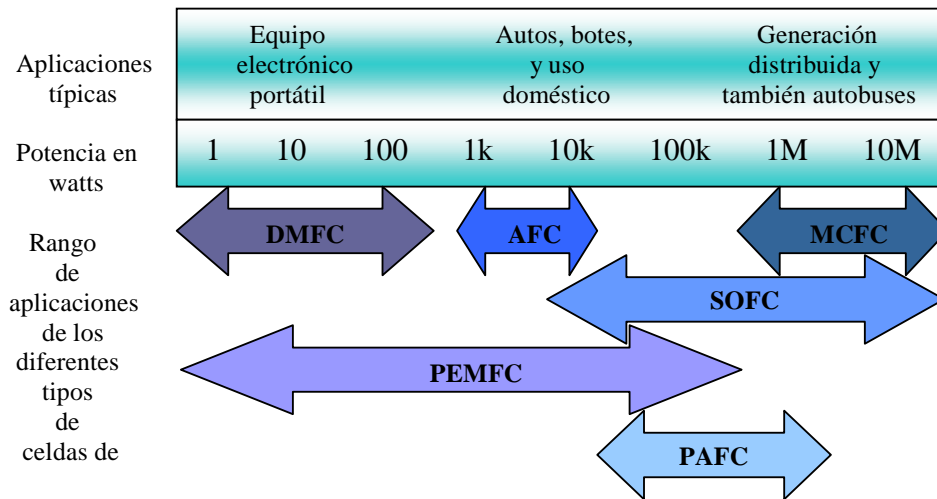 Aplicaciones
típicas
Equipo
electrónico
portátil
Autos, botes,
y uso
doméstico
Generación
distribuida y
también autobuses
Potencia en
watts
1 10 100 1k 10k 100k 1M 10M
Rango
de
aplicaciones
de los
diferentes
tipos
de
celdas de
DMFC
AFC
MCFC
SOFC
PEMFC
PAFC